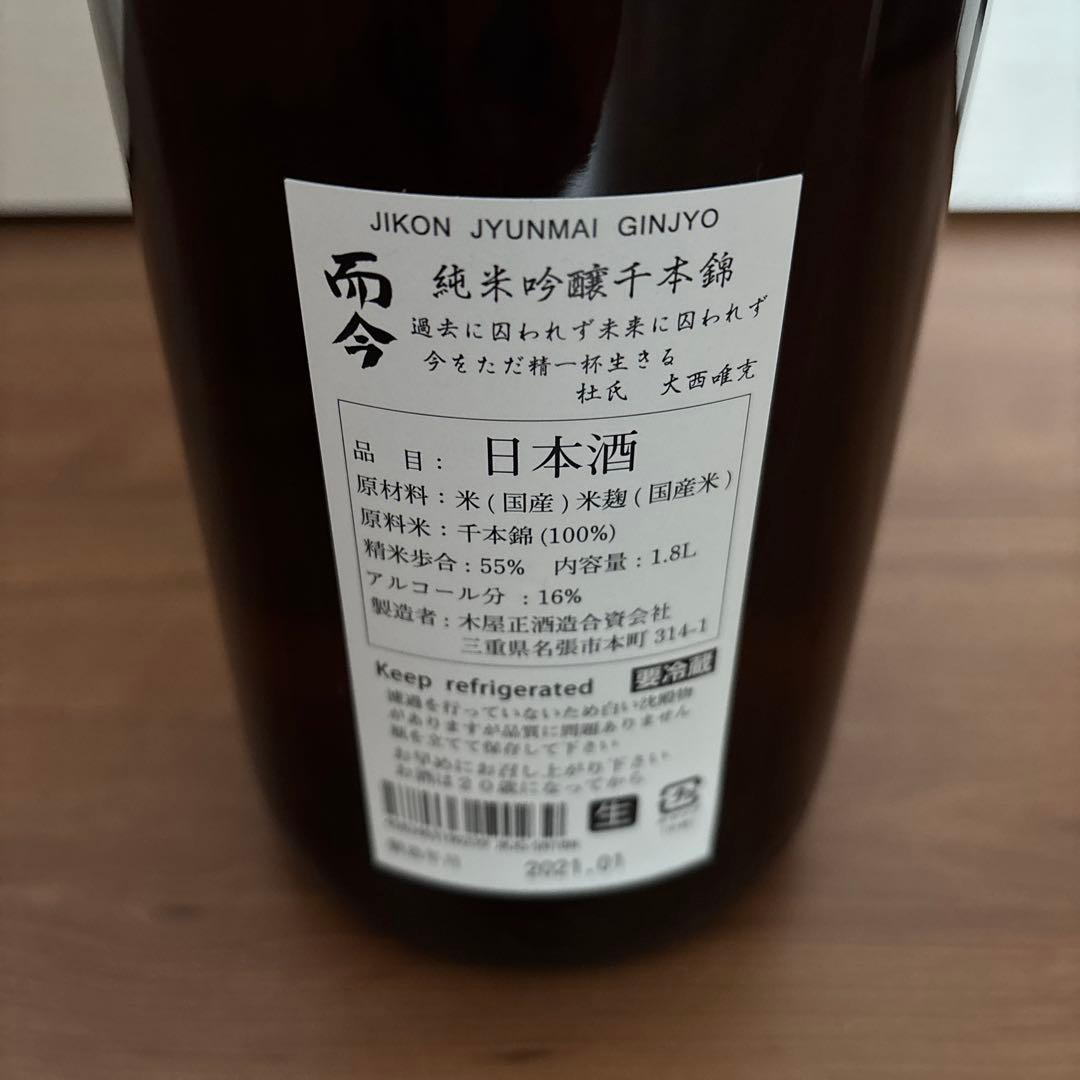 JIKON JYUNMAI GINJYO
而今
純米吟醸千本錦
過去に囚われず未来に囚われず
今をただ精一杯生きる
杜氏 大西唯克
品 目： 日本酒
原材料：米(国産)米麹(国産米)
原料米：千本錦(100%)
精米歩合：55% 内容量：1.8L
アルコール分 ：16%
製造者：木屋正酒造合資会社
三重県名張市本町 314-1
Keep refrigerated 要冷蔵
濾過を行っていないため白い沈殿物
がありますが品質に問題ありません
瓶を立てて保存して下さい
お早めにお召し上がり下さい
お酒は20歳になってから
生
2021.01